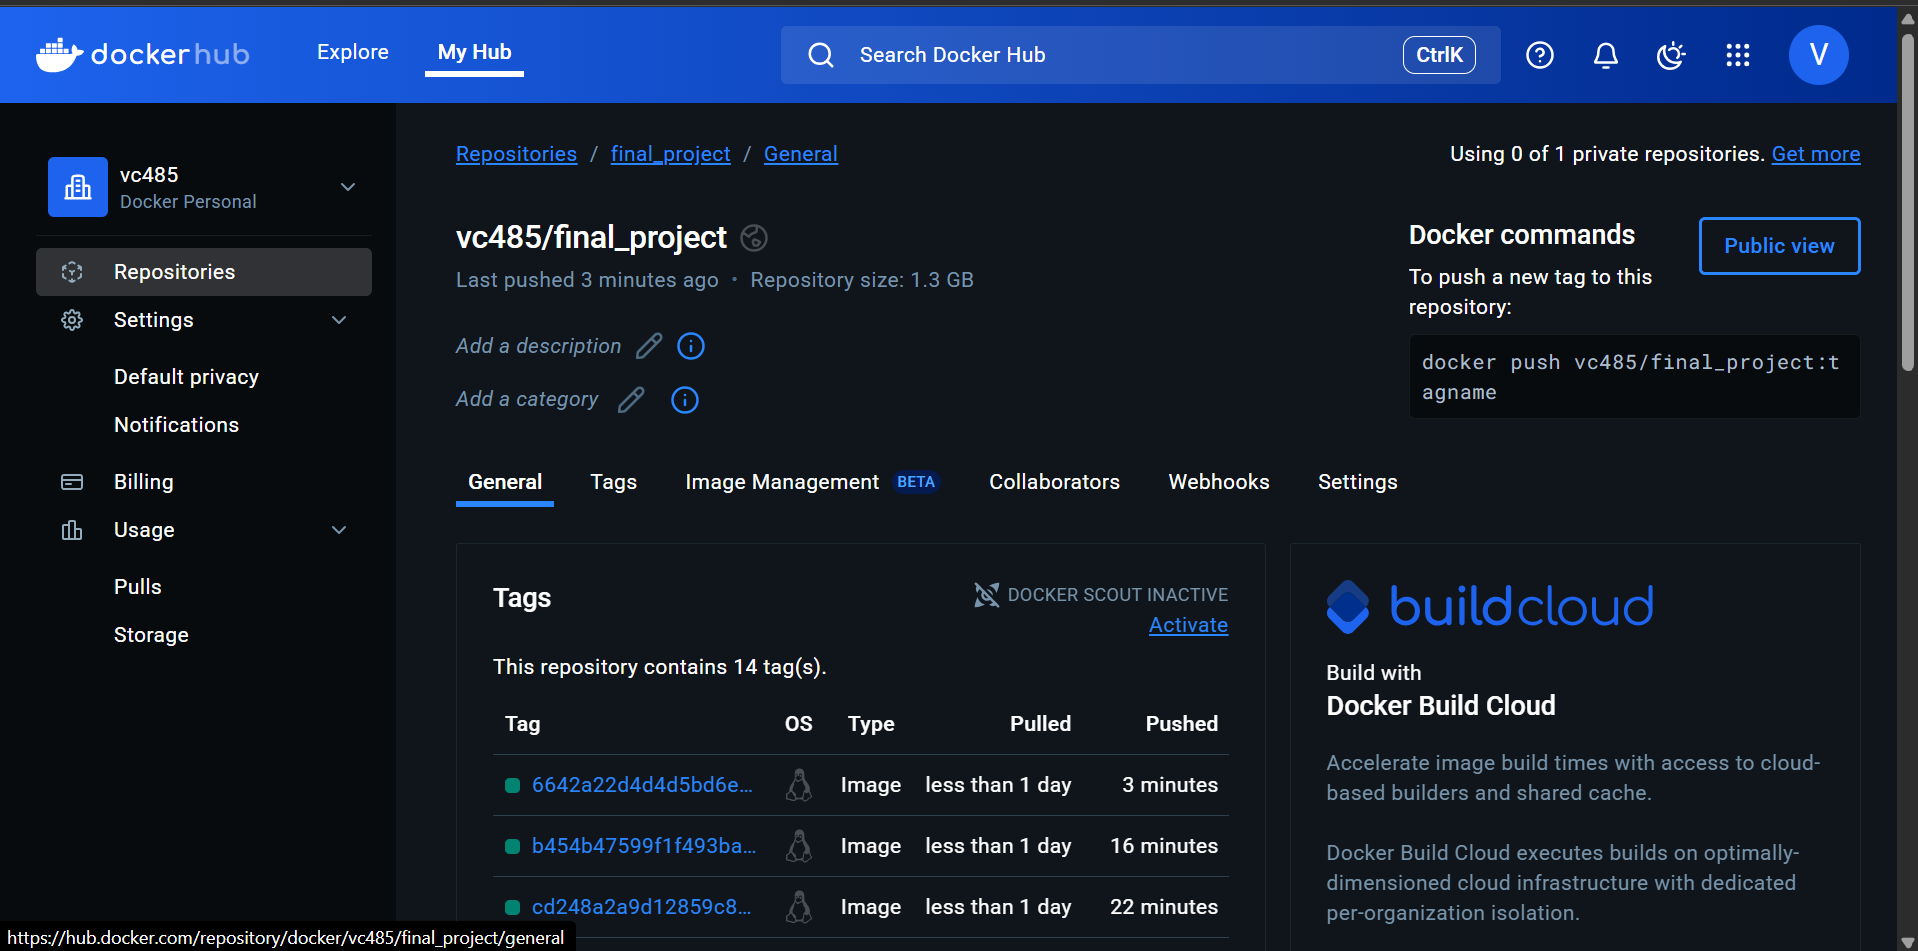 dockerhub
Explore
My Hub
Search Docker Hub
CtrlK
V
vc485
Docker Personal
Repositories
Settings
Default privacy
Notifications
Billing
Usage
Pulls
Storage
Repositories / final_project / General
Using 0 of 1 private repositories. Get more
vc485/final_project
Last pushed 3 minutes ago • Repository size: 1.3 GB
Add a description
Add a category
Docker commands
Public view
To push a new tag to this
repository:
docker push vc485/final_project:t
agname
General
Tags
Image Management BETA
Collaborators
Webhooks
Settings
Tags
DOCKER SCOUT INACTIVE
Activate
This repository contains 14 tag(s).
Tag OS Type Pulled Pushed
6642a22d4d4d5bd6e... Image less than 1 day 3 minutes
b454b47599f1f493ba... Image less than 1 day 16 minutes
cd248a2a9d12859c8... Image less than 1 day 22 minutes
buildcloud
Build with
Docker Build Cloud
Accelerate image build times with access to cloud-
based builders and shared cache.
Docker Build Cloud executes builds on optimally-
dimensioned cloud infrastructure with dedicated
per-organization isolation.
https://hub.docker.com/repository/docker/vc485/final_project/general